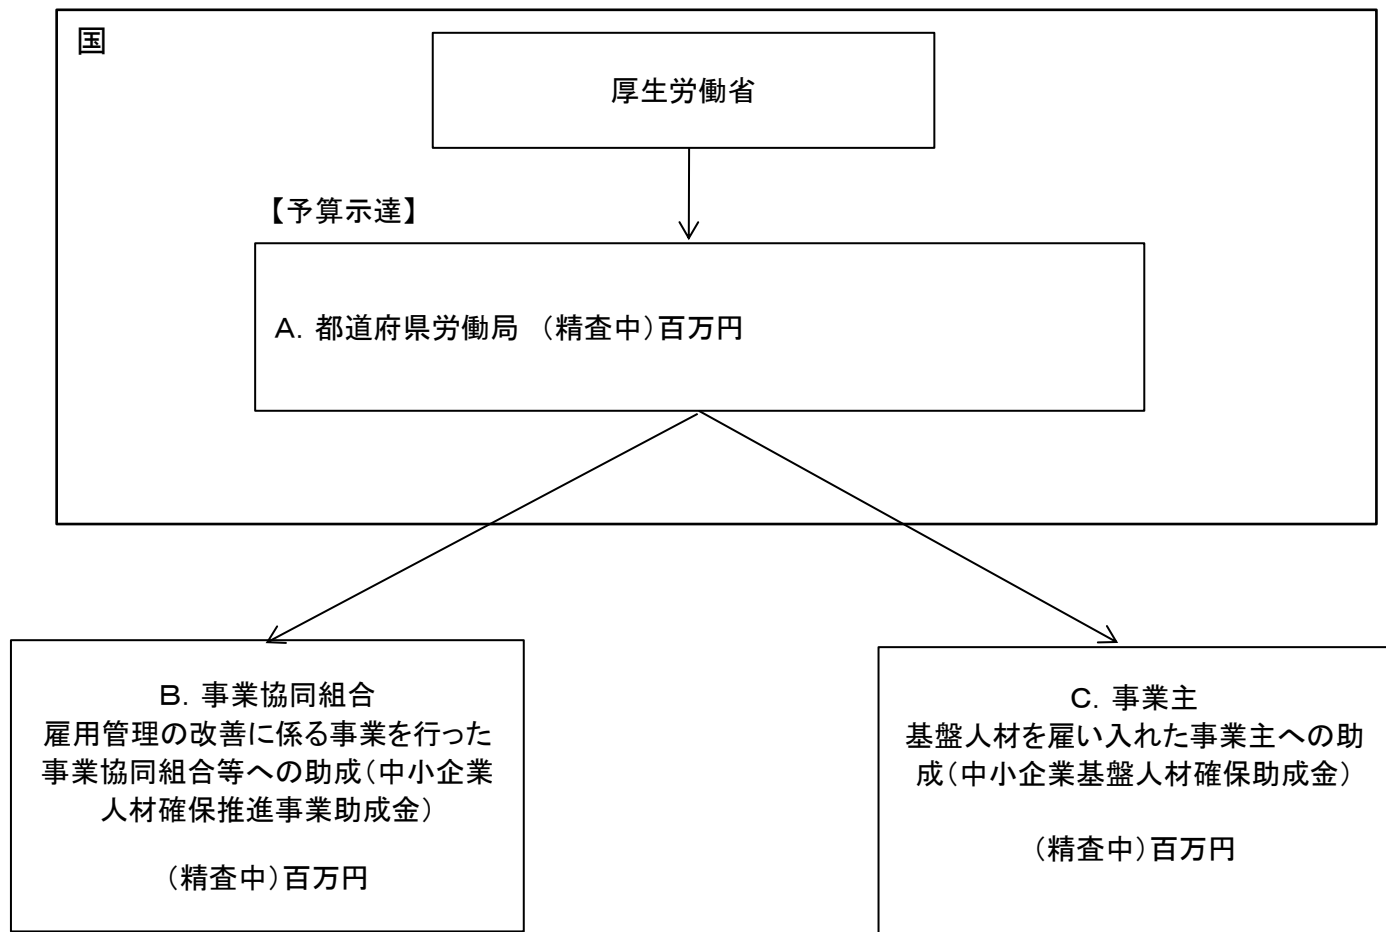 国
厚生労働省
【予算示達】
A．都道府県労働局　（精査中）百万円
B．事業協同組合
雇用管理の改善に係る事業を行った
事業協同組合等への助成（中小企業
人材確保推進事業助成金）
（精査中）百万円
C．事業主
基盤人材を雇い入れた事業主への助
成（中小企業基盤人材確保助成金）
（精査中）百万円